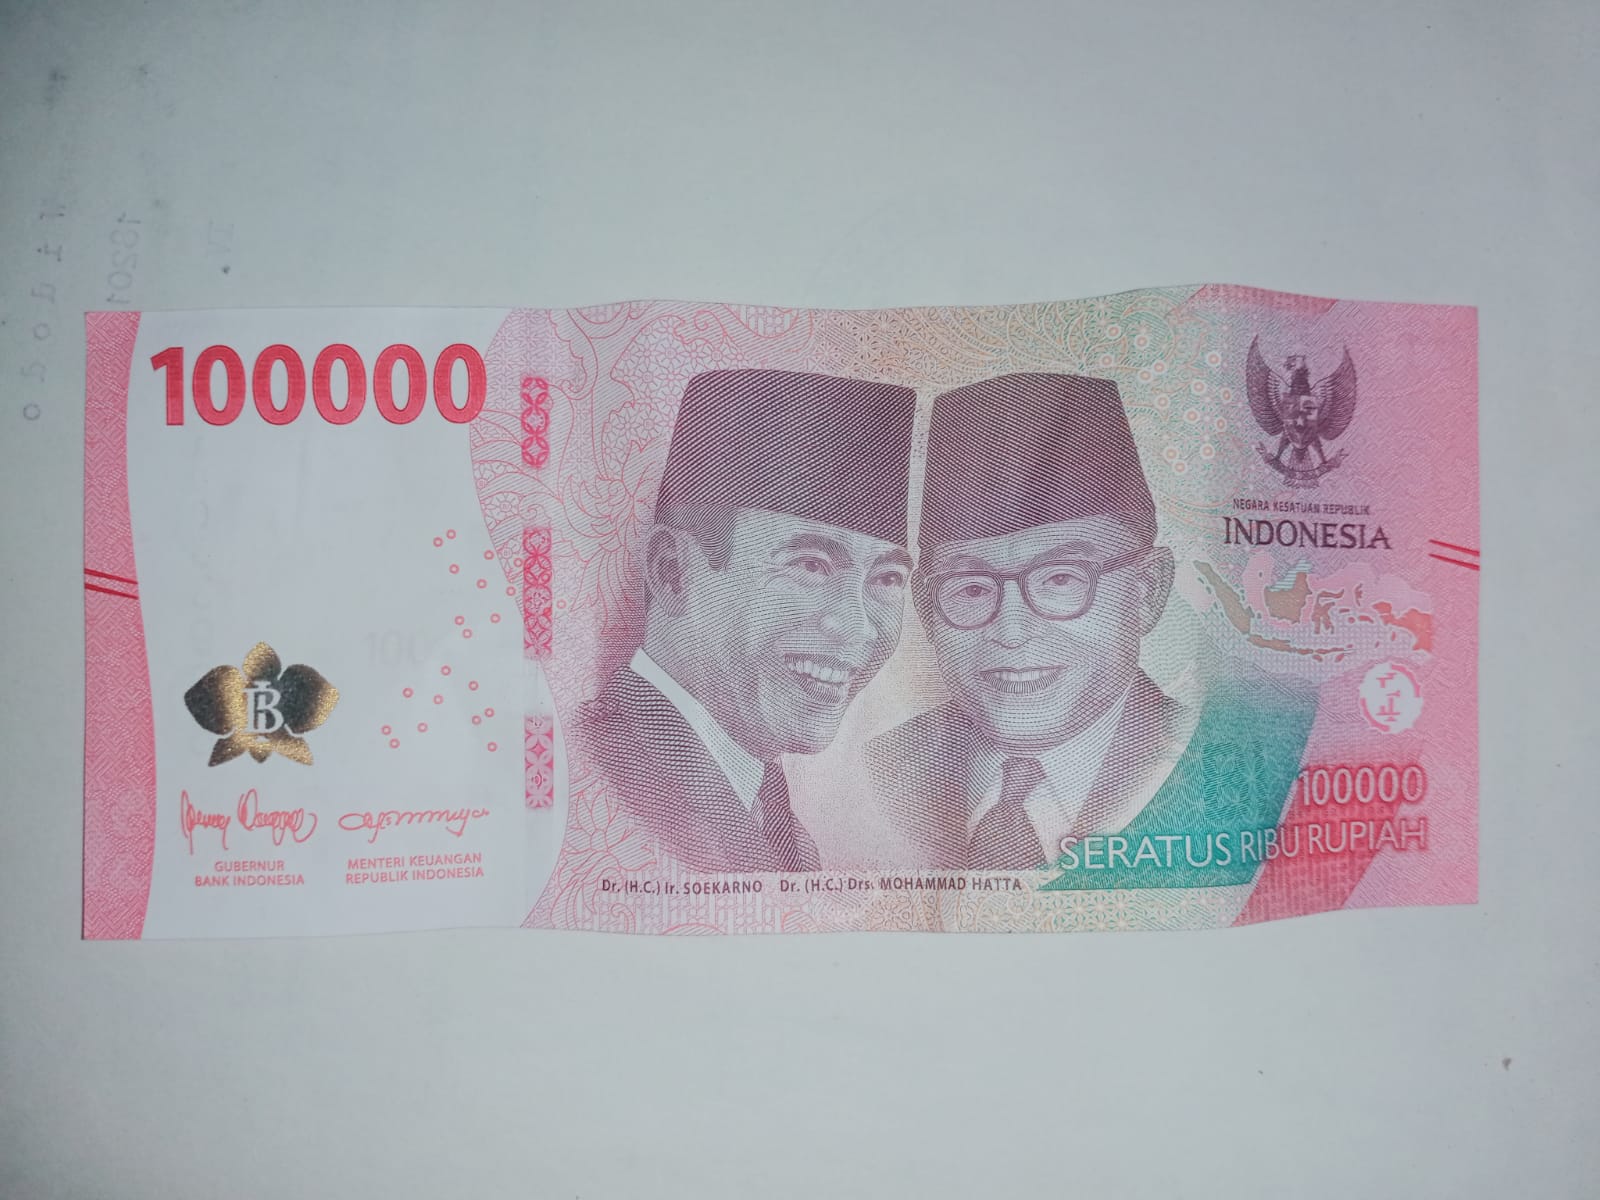 100000
B
GUBERNUR
BANK INDONESIA
MENTERI KEUANGAN
REPUBLIK INDONESIA
Dr. (H.C.) Ir. SOEKARNO
Dr. (H.C.) Drs. MOHAMMAD HATTA
NEGARA KESATUAN REPUBLIK
INDONESIA
100000
SERATUS RIBU RUPIAH